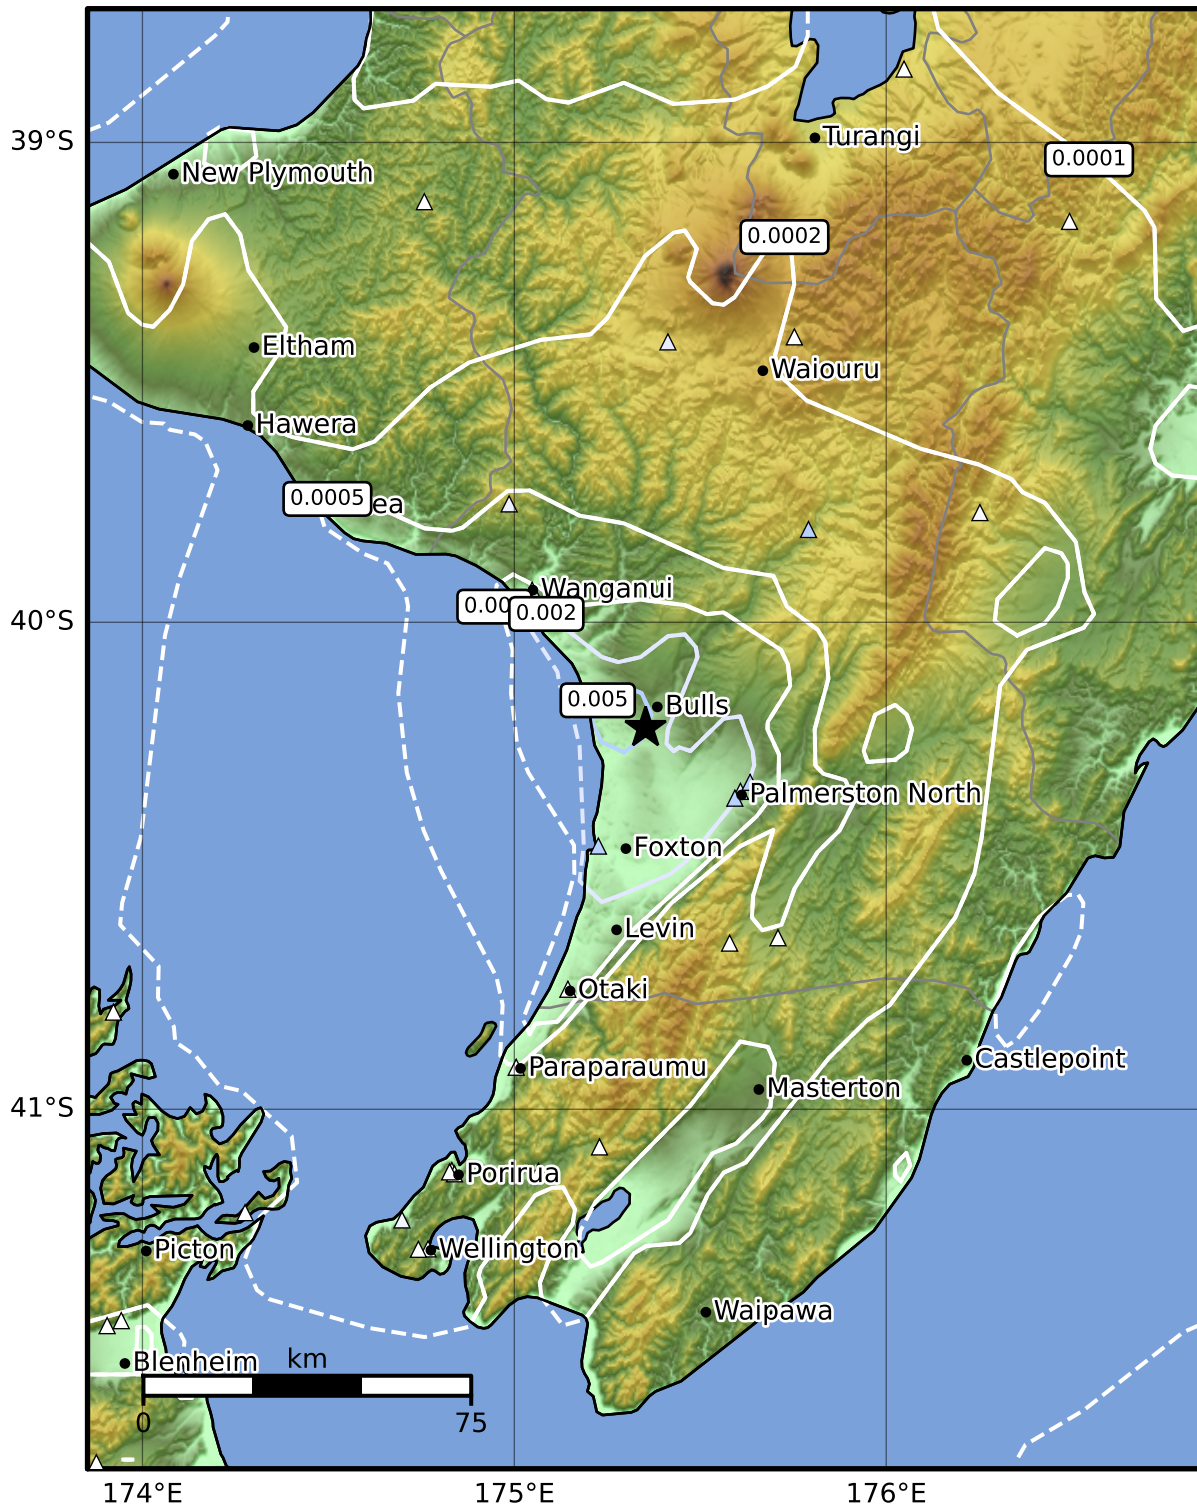 39°S
Turangi
0.0001
New Plymouth
0.0002
Eltham
Waiouru
Hawera
0.0005
ea
Wanganui
0.00
0.002
40°S
0.005
Bulls
Palmerston North
Foxton
Levin
Otaki
Castlepoint
Paraparaumu
Masterton
41°S
Porirua
Picton
Wellington
Waipawa
Blenheim
km
0
75
174°E
175°E
176°E